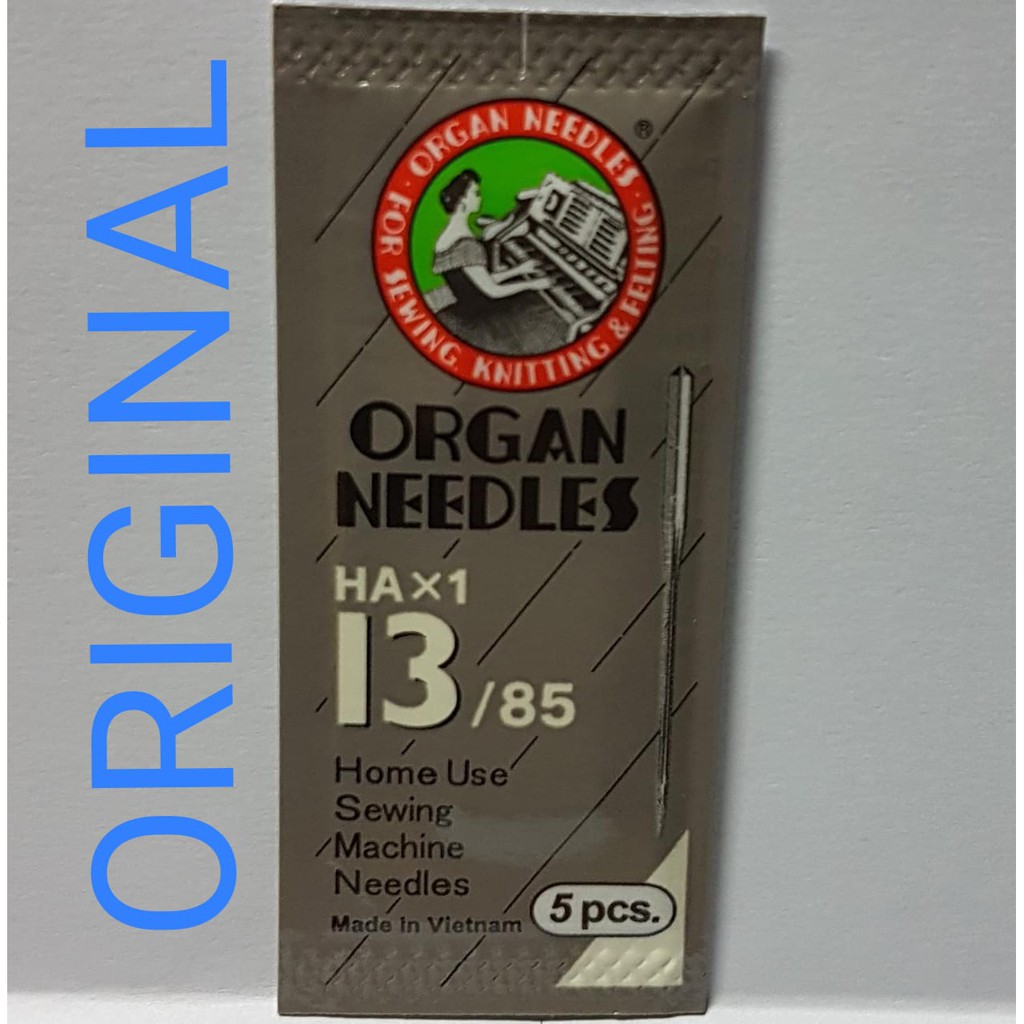 ORIGINAL
· ORGAN NEEDLES · FOR SEWING, KNITTING & FELTING
®
ORGAN
NEEDLES
HA×1
13/85
Home Use
Sewing
Machine
Needles
Made in Vietnam
5 pcs.